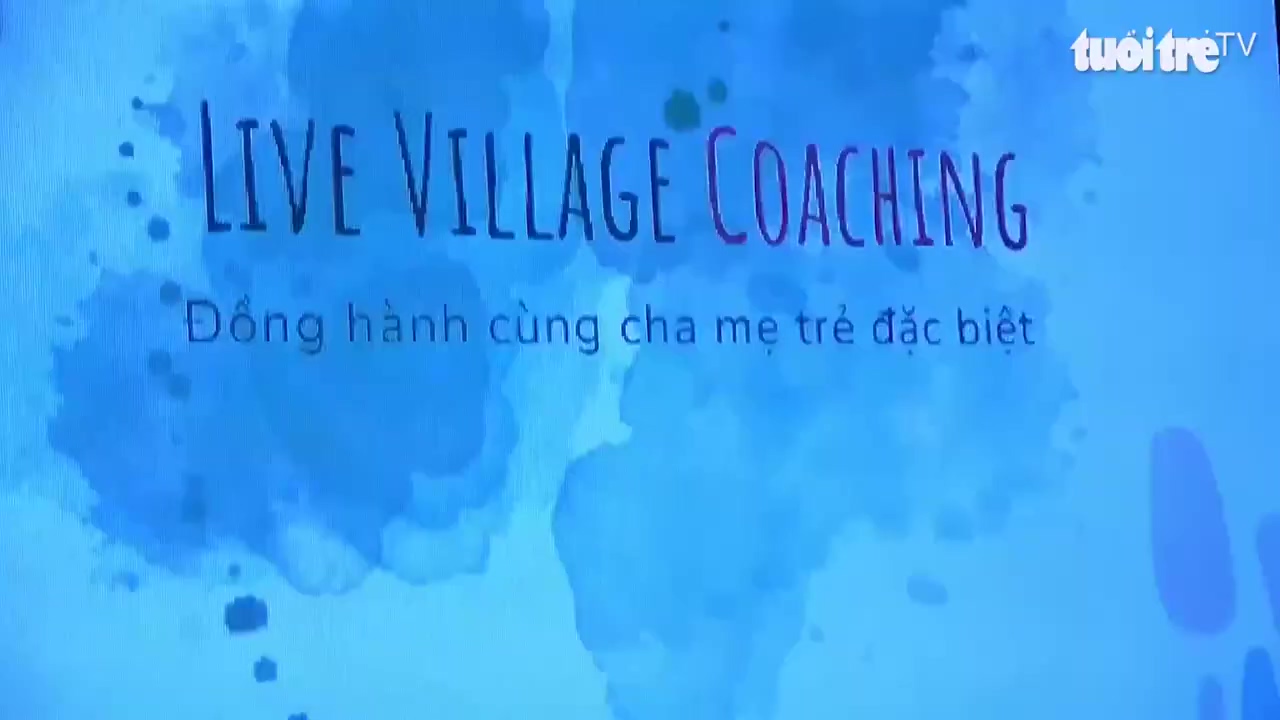 tuổi trẻ TV
LIVE VILLAGE COACHING
Đồng hành cùng cha mẹ trẻ đặc biệt